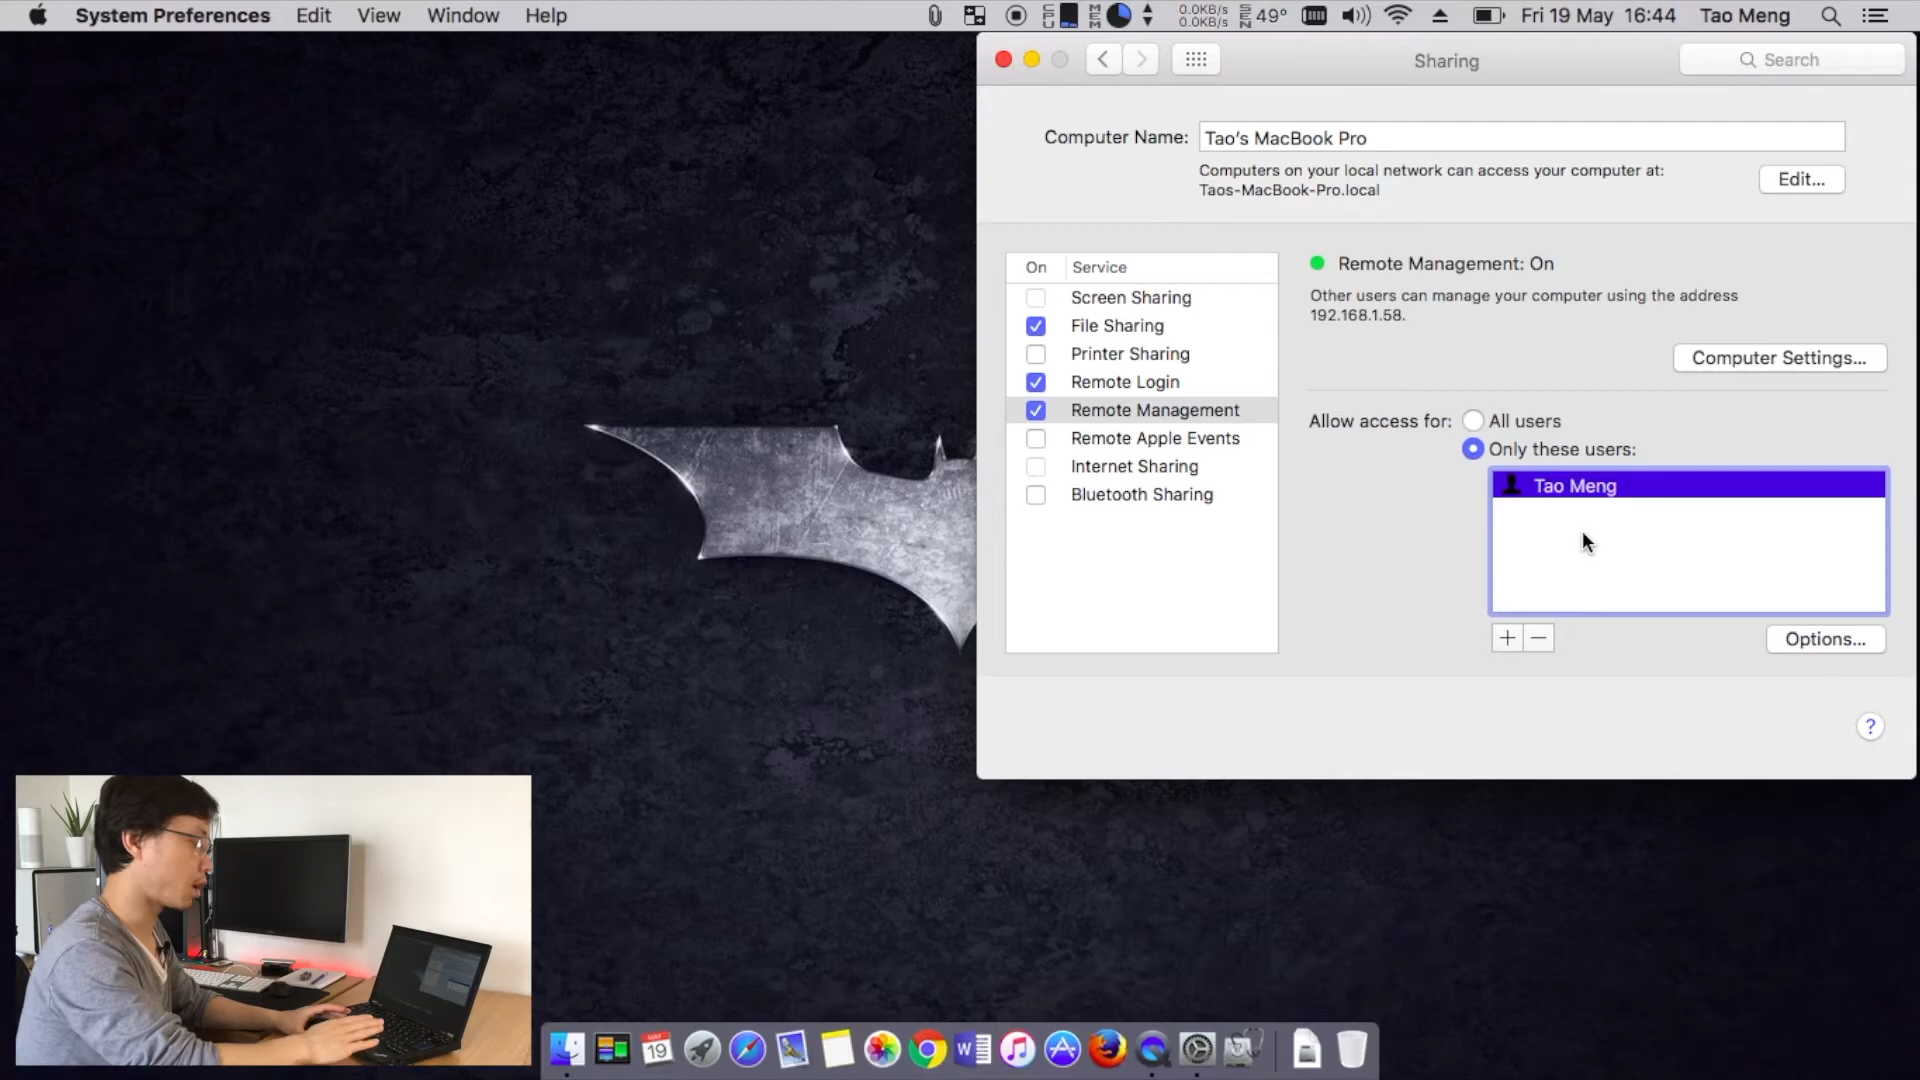 System Preferences Edit View Window Help
CPU MEM 0.0KB/s
0.0KB/s SEN 49° Fri 19 May 16:44 Tao Meng
Sharing
Search
Computer Name: Tao's MacBook Pro
Computers on your local network can access your computer at:
Taos-MacBook-Pro.local
Edit...
On Service
Screen Sharing
File Sharing
Printer Sharing
Remote Login
Remote Management
Remote Apple Events
Internet Sharing
Bluetooth Sharing
Remote Management: On
Other users can manage your computer using the address
192.168.1.58.
Computer Settings...
Allow access for: All users
Only these users:
Tao Meng
+ −
Options...
?
MAY
19
W